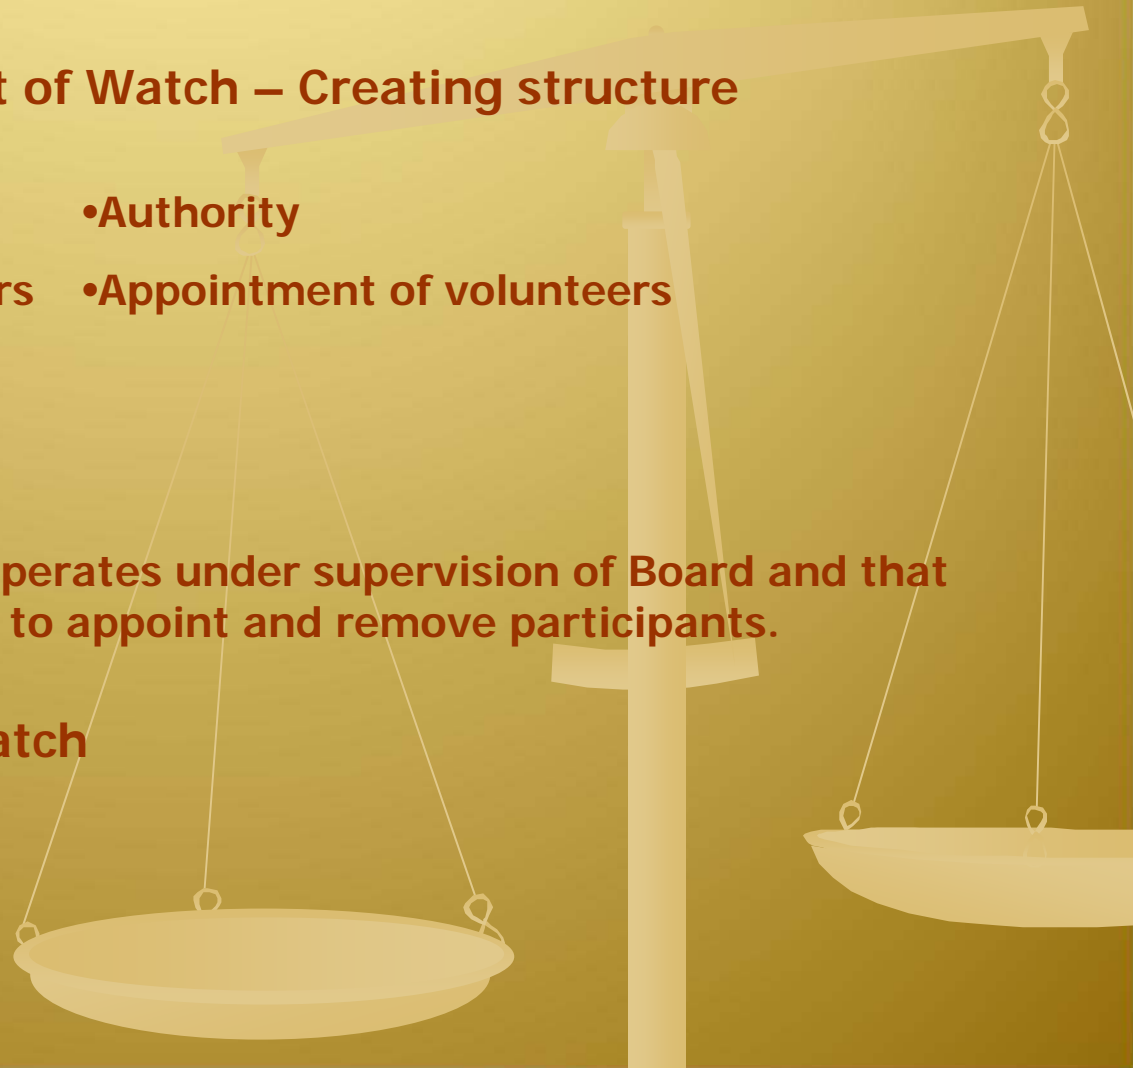 t of Watch – Creating structure
•Authority
rs •Appointment of volunteers
perates under supervision of Board and that
to appoint and remove participants.
atch